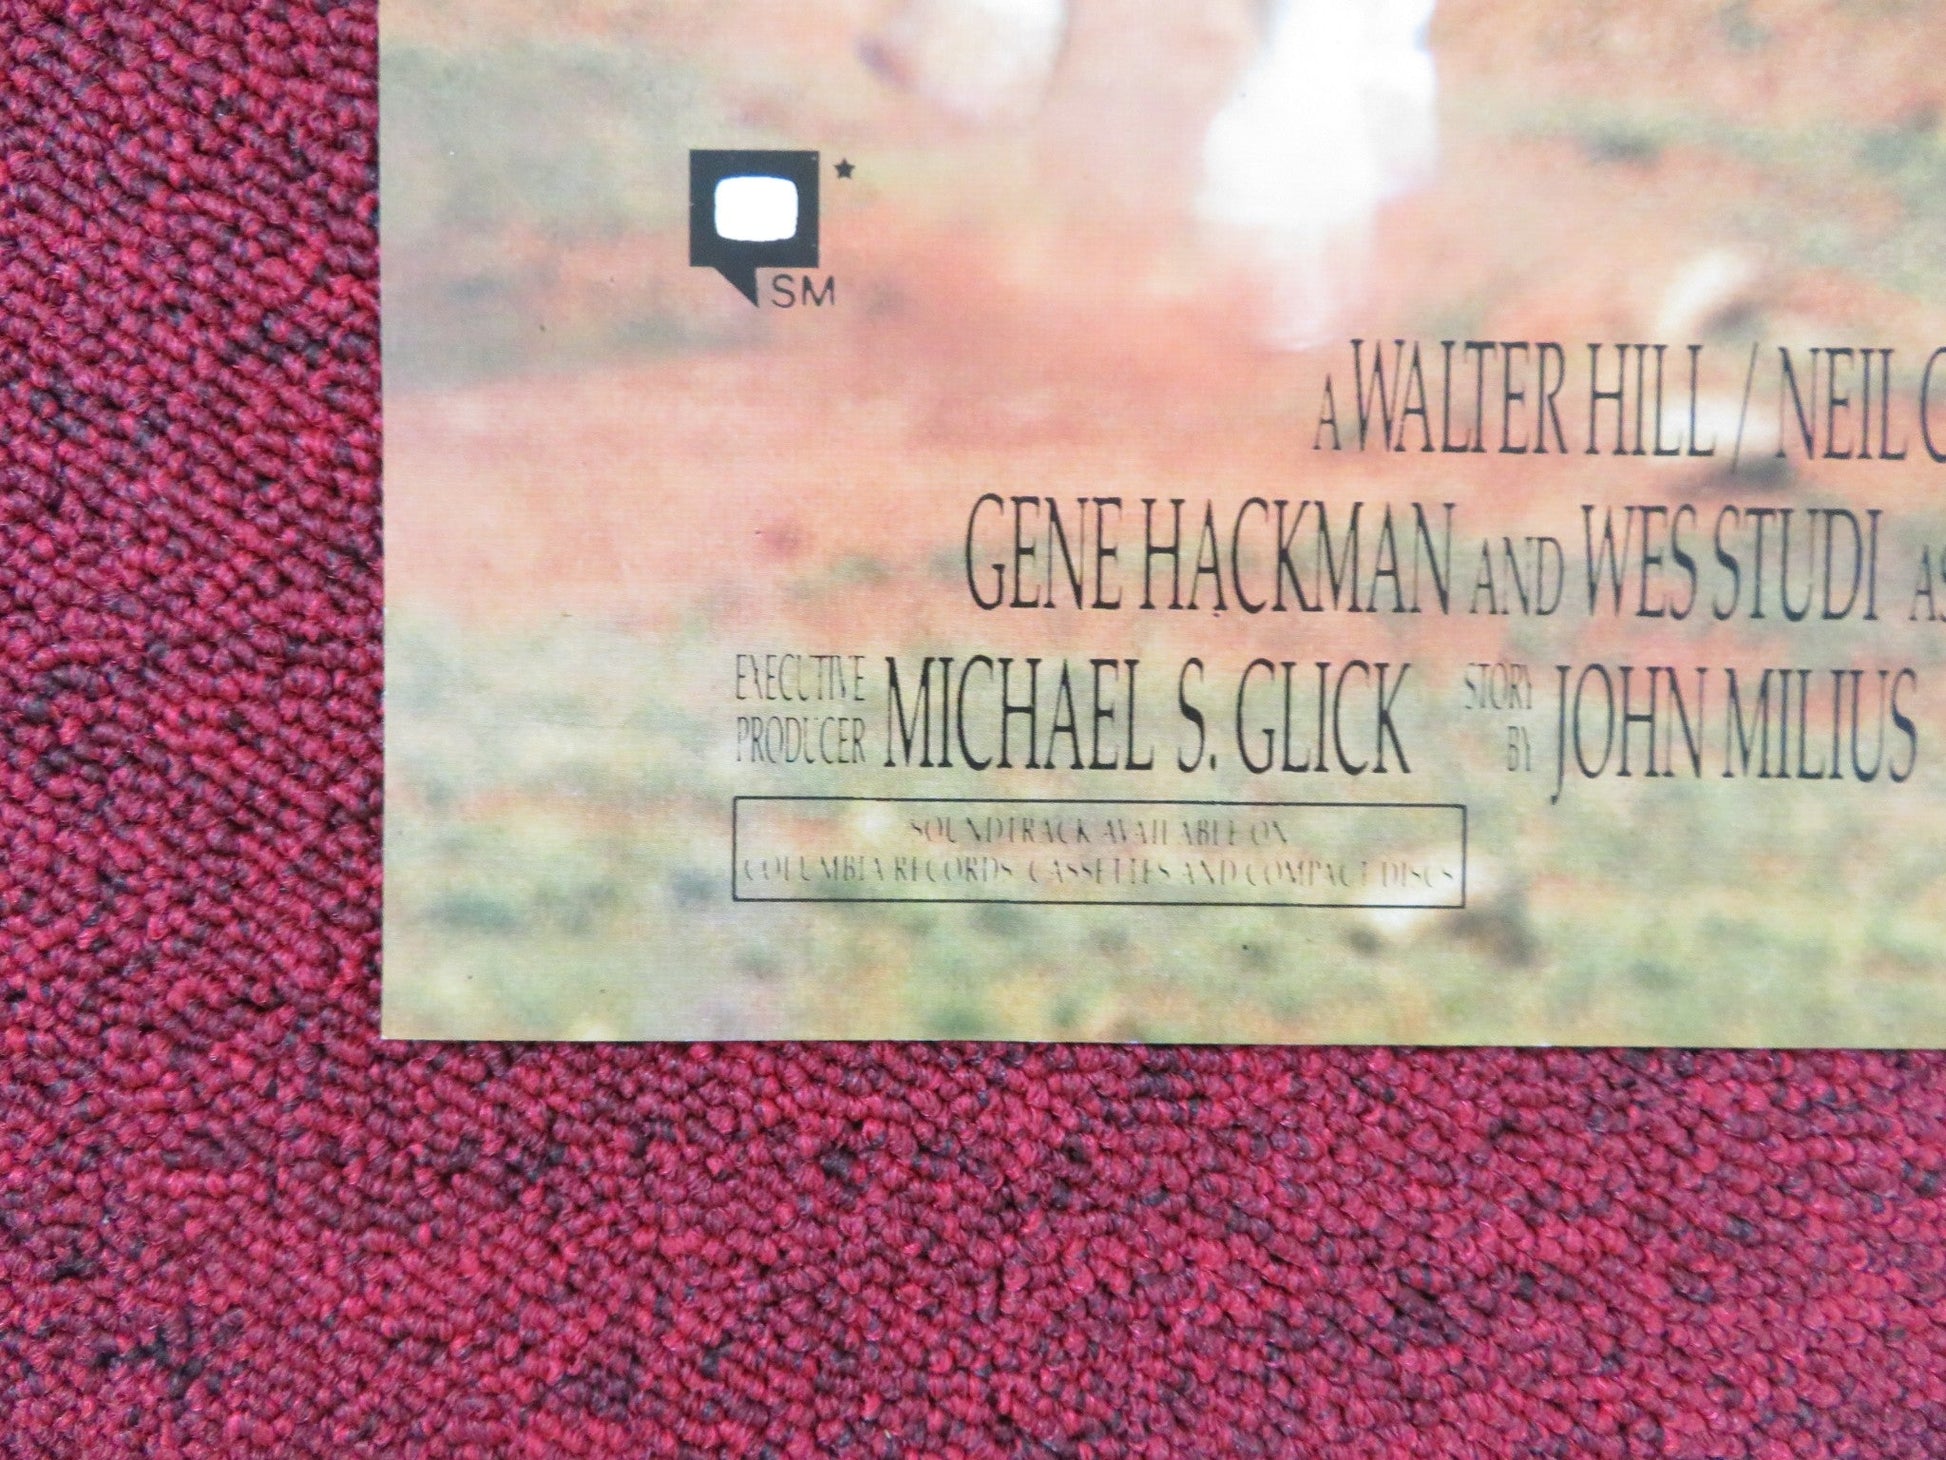 SM
A WALTER HILL / NEIL
GENE HACKMAN AND WES STUDI AS
EXECUTIVE PRODUCER MICHAEL S. GLICK STORY BY JOHN MILIUS
SOUNDTRACK AVAILABLE ON
COLUMBIA RECORDS, CASSETTES AND COMPACT DISCS